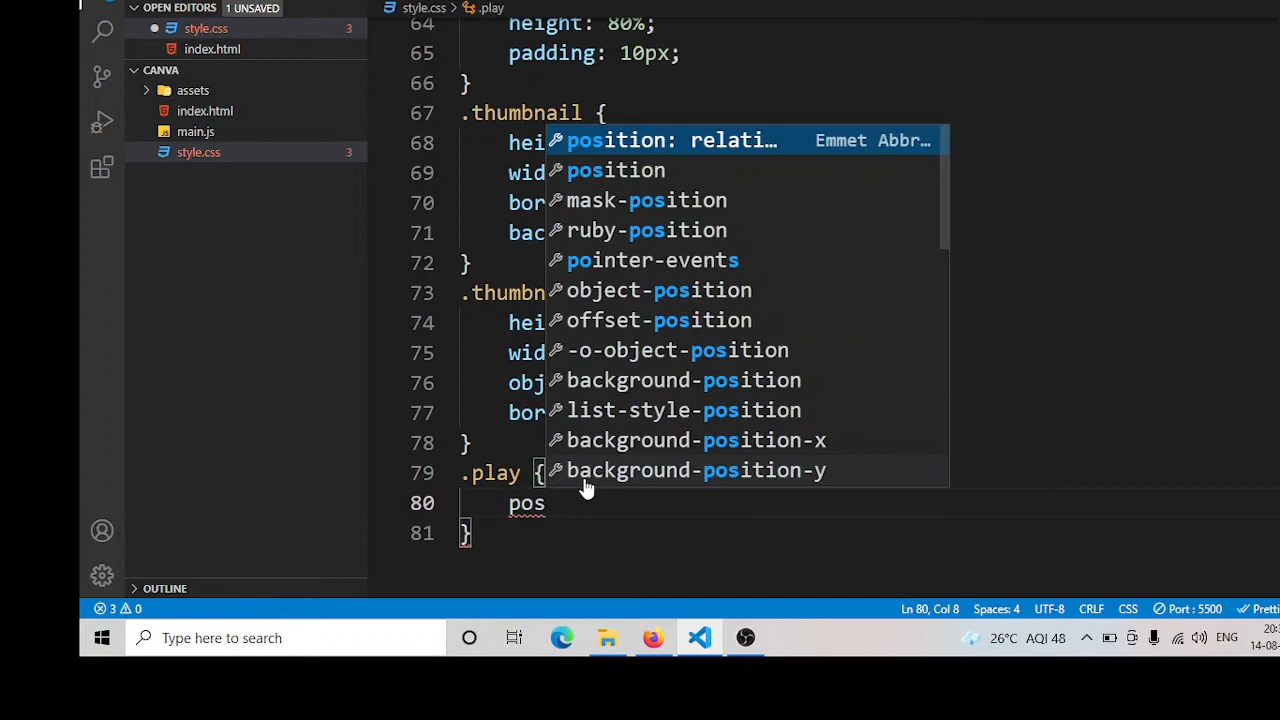 OPEN EDITORS 1 UNSAVED
style.css 3
index.html
CANVA
assets
index.html
main.js
style.css 3
OUTLINE
style.css > .play
64 height: 80%;
65 padding: 10px;
66 }
67 .thumbnail {
68 hei
69 wid
70 bor
71 bac
72 }
73 .thumbn
74 hei
75 wid
76 obj
77 bor
78 }
79 .play {
80 pos
81 }
position: relati… Emmet Abbr…
position
mask-position
ruby-position
pointer-events
object-position
offset-position
-o-object-position
background-position
list-style-position
background-position-x
background-position-y
3 0 Ln 80, Col 8 Spaces: 4 UTF-8 CRLF CSS Port : 5500 Pretti
Type here to search 26°C AQI 48 ENG
20:
14-08-